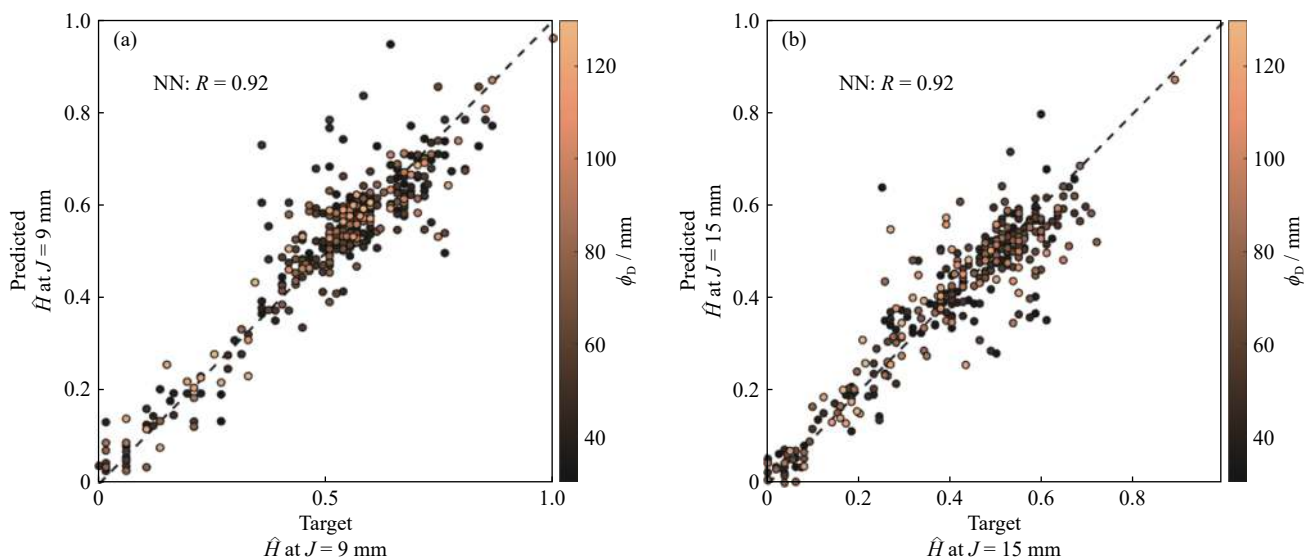 (a)
NN: R = 0.92
1.0
0.8
0.6
0.4
0.2
0
0
0.5
1.0
Predicted
Ĥ at J = 9 mm
Target
Ĥ at J = 9 mm
120
100
80
60
40
ϕD / mm
(b)
NN: R = 0.92
1.0
0.8
0.6
0.4
0.2
0
0
0.2
0.4
0.6
0.8
Predicted
Ĥ at J = 15 mm
Target
Ĥ at J = 15 mm
120
100
80
60
40
ϕD / mm